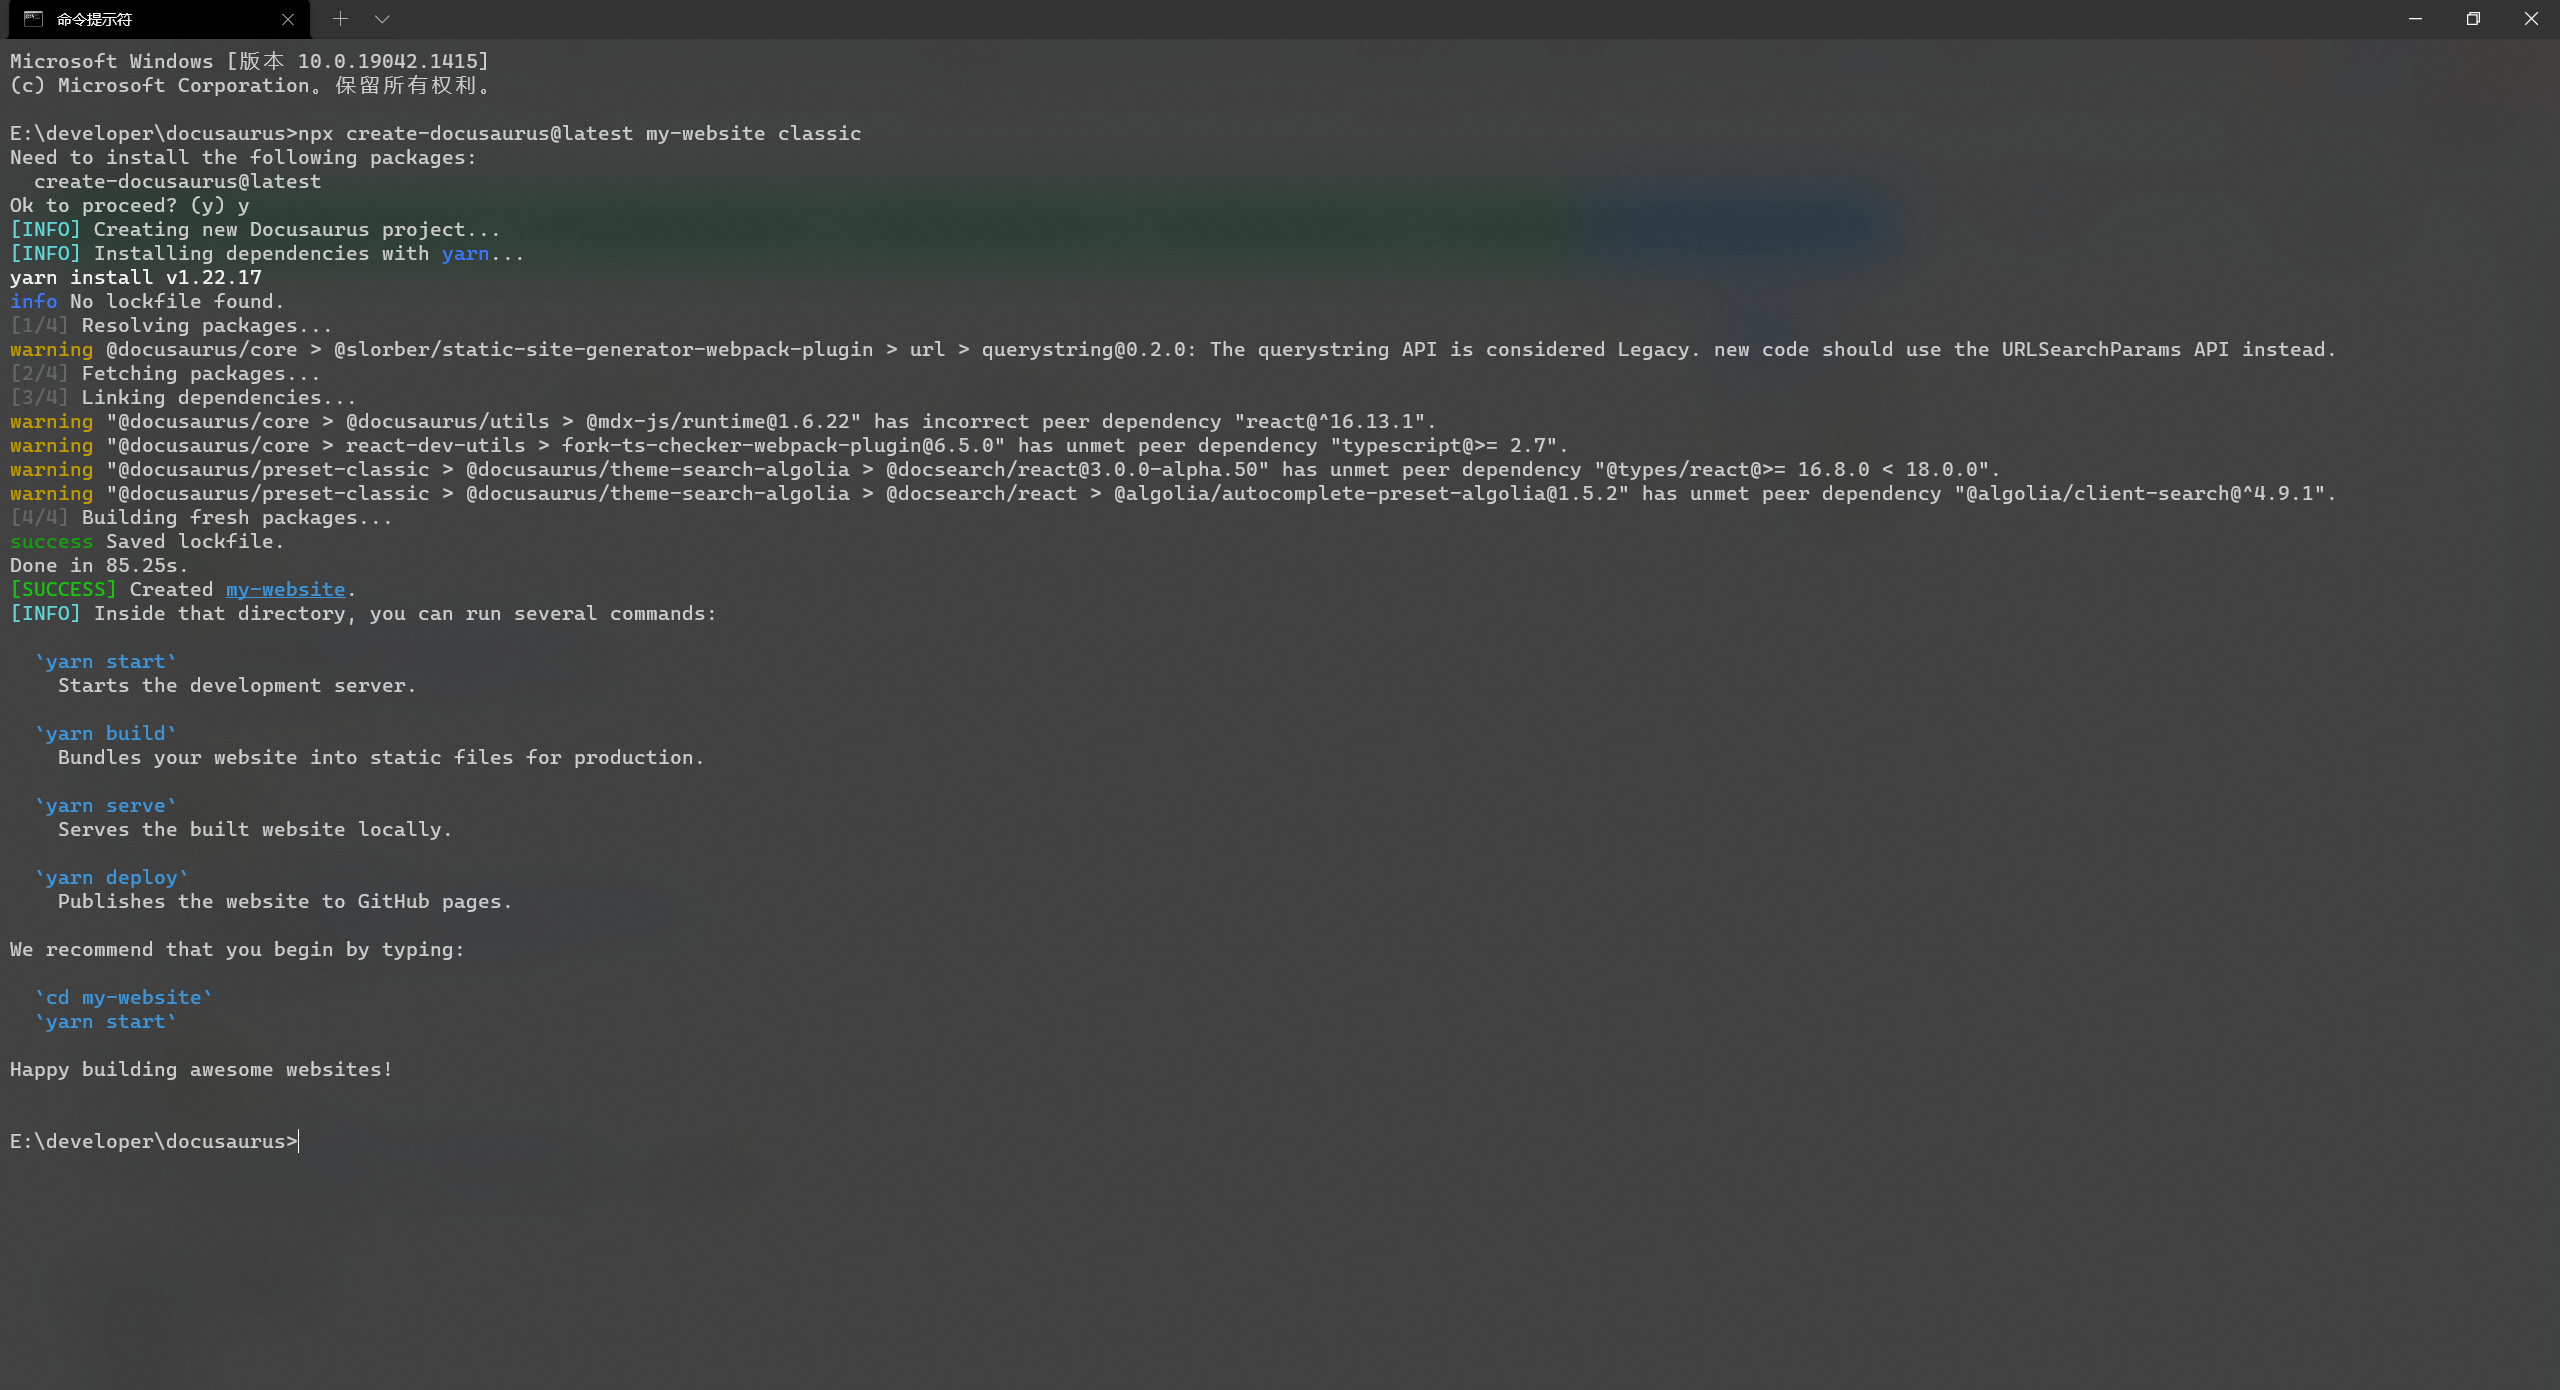 命令提示符
Microsoft Windows [版本 10.0.19042.1415]
(c) Microsoft Corporation。保留所有权利。
E:\developer\docusaurus>npx create-docusaurus@latest my-website classic
Need to install the following packages:
  create-docusaurus@latest
Ok to proceed? (y) y
[INFO] Creating new Docusaurus project...
[INFO] Installing dependencies with yarn...
yarn install v1.22.17
info No lockfile found.
[1/4] Resolving packages...
warning @docusaurus/core > @slorber/static-site-generator-webpack-plugin > url > querystring@0.2.0: The querystring API is considered Legacy. new code should use the URLSearchParams API instead.
[2/4] Fetching packages...
[3/4] Linking dependencies...
warning "@docusaurus/core > @docusaurus/utils > @mdx-js/runtime@1.6.22" has incorrect peer dependency "react@^16.13.1".
warning "@docusaurus/core > react-dev-utils > fork-ts-checker-webpack-plugin@6.5.0" has unmet peer dependency "typescript@>= 2.7".
warning "@docusaurus/preset-classic > @docusaurus/theme-search-algolia > @docsearch/react@3.0.0-alpha.50" has unmet peer dependency "@types/react@>= 16.8.0 < 18.0.0".
warning "@docusaurus/preset-classic > @docusaurus/theme-search-algolia > @docsearch/react > @algolia/autocomplete-preset-algolia@1.5.2" has unmet peer dependency "@algolia/client-search@^4.9.1".
[4/4] Building fresh packages...
success Saved lockfile.
Done in 85.25s.
[SUCCESS] Created my-website.
[INFO] Inside that directory, you can run several commands:
  `yarn start`
    Starts the development server.
  `yarn build`
    Bundles your website into static files for production.
  `yarn serve`
    Serves the built website locally.
  `yarn deploy`
    Publishes the website to GitHub pages.
We recommend that you begin by typing:
  `cd my-website`
  `yarn start`
Happy building awesome websites!
E:\developer\docusaurus>